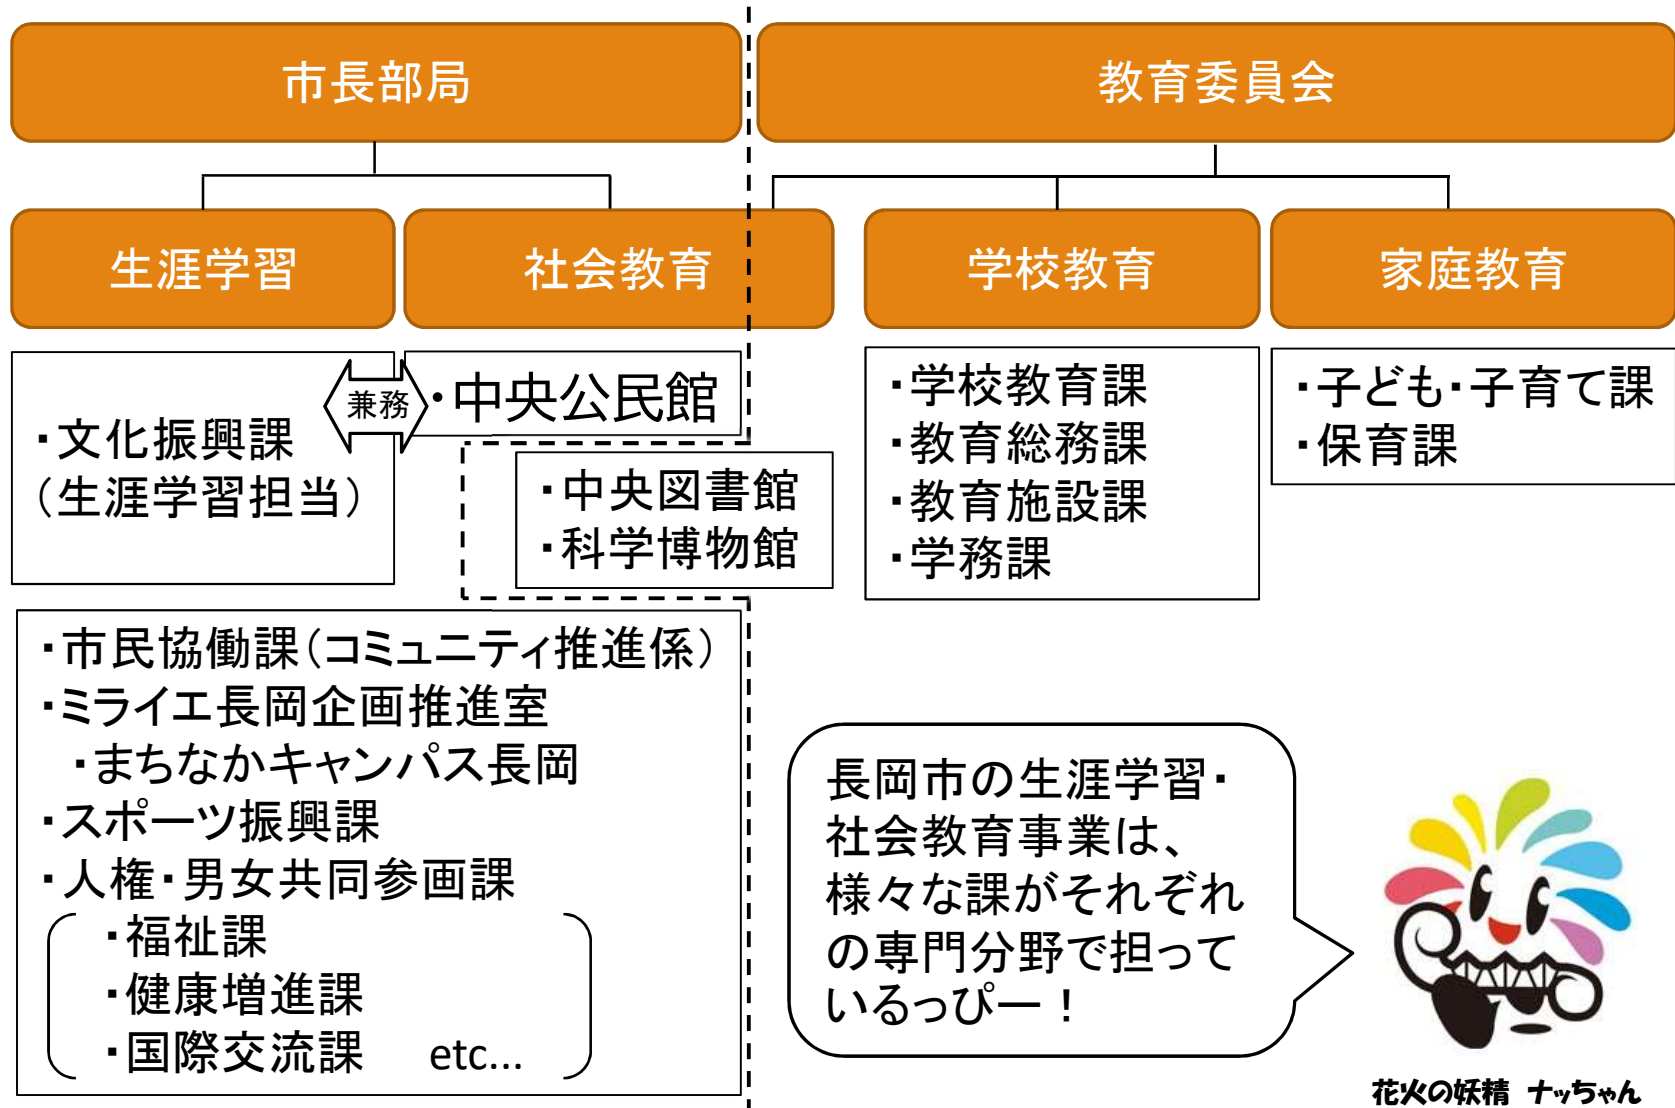 市長部局
教育委員会
生涯学習
社会教育
学校教育
家庭教育
・文化振興課
（生涯学習担当）
兼務
・中央公民館
・中央図書館
・科学博物館
・学校教育課
・教育総務課
・教育施設課
・学務課
・子ども・子育て課
・保育課
・市民協働課（コミュニティ推進係）
・ミライエ長岡企画推進室
・まちなかキャンパス長岡
・スポーツ振興課
・人権・男女共同参画課
・福祉課
・健康増進課
・国際交流課　etc...
長岡市の生涯学習・
社会教育事業は、
様々な課がそれぞれ
の専門分野で担って
いるっぴー！
花火の妖精 ナッちゃん